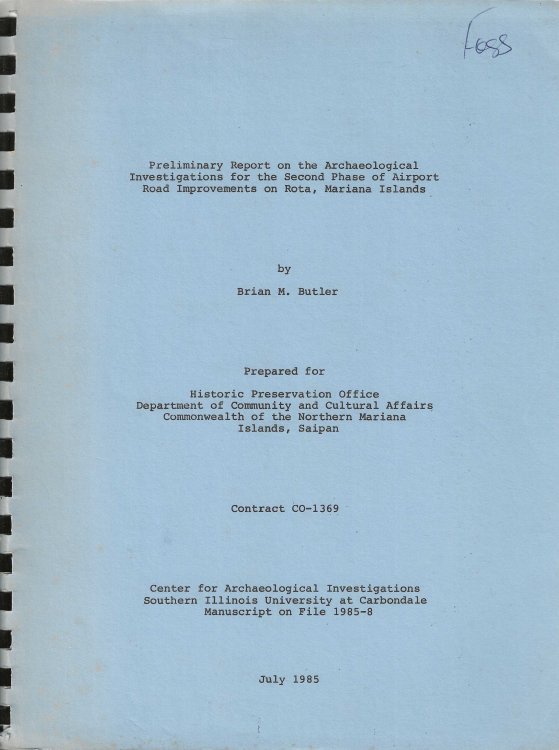 Foss
Preliminary Report on the Archaeological
Investigations for the Second Phase of Airport
Road Improvements on Rota, Mariana Islands
by
Brian M. Butler
Prepared for
Historic Preservation Office
Department of Community and Cultural Affairs
Commonwealth of the Northern Mariana
Islands, Saipan
Contract CO-1369
Center for Archaeological Investigations
Southern Illinois University at Carbondale
Manuscript on File 1985-8
July 1985